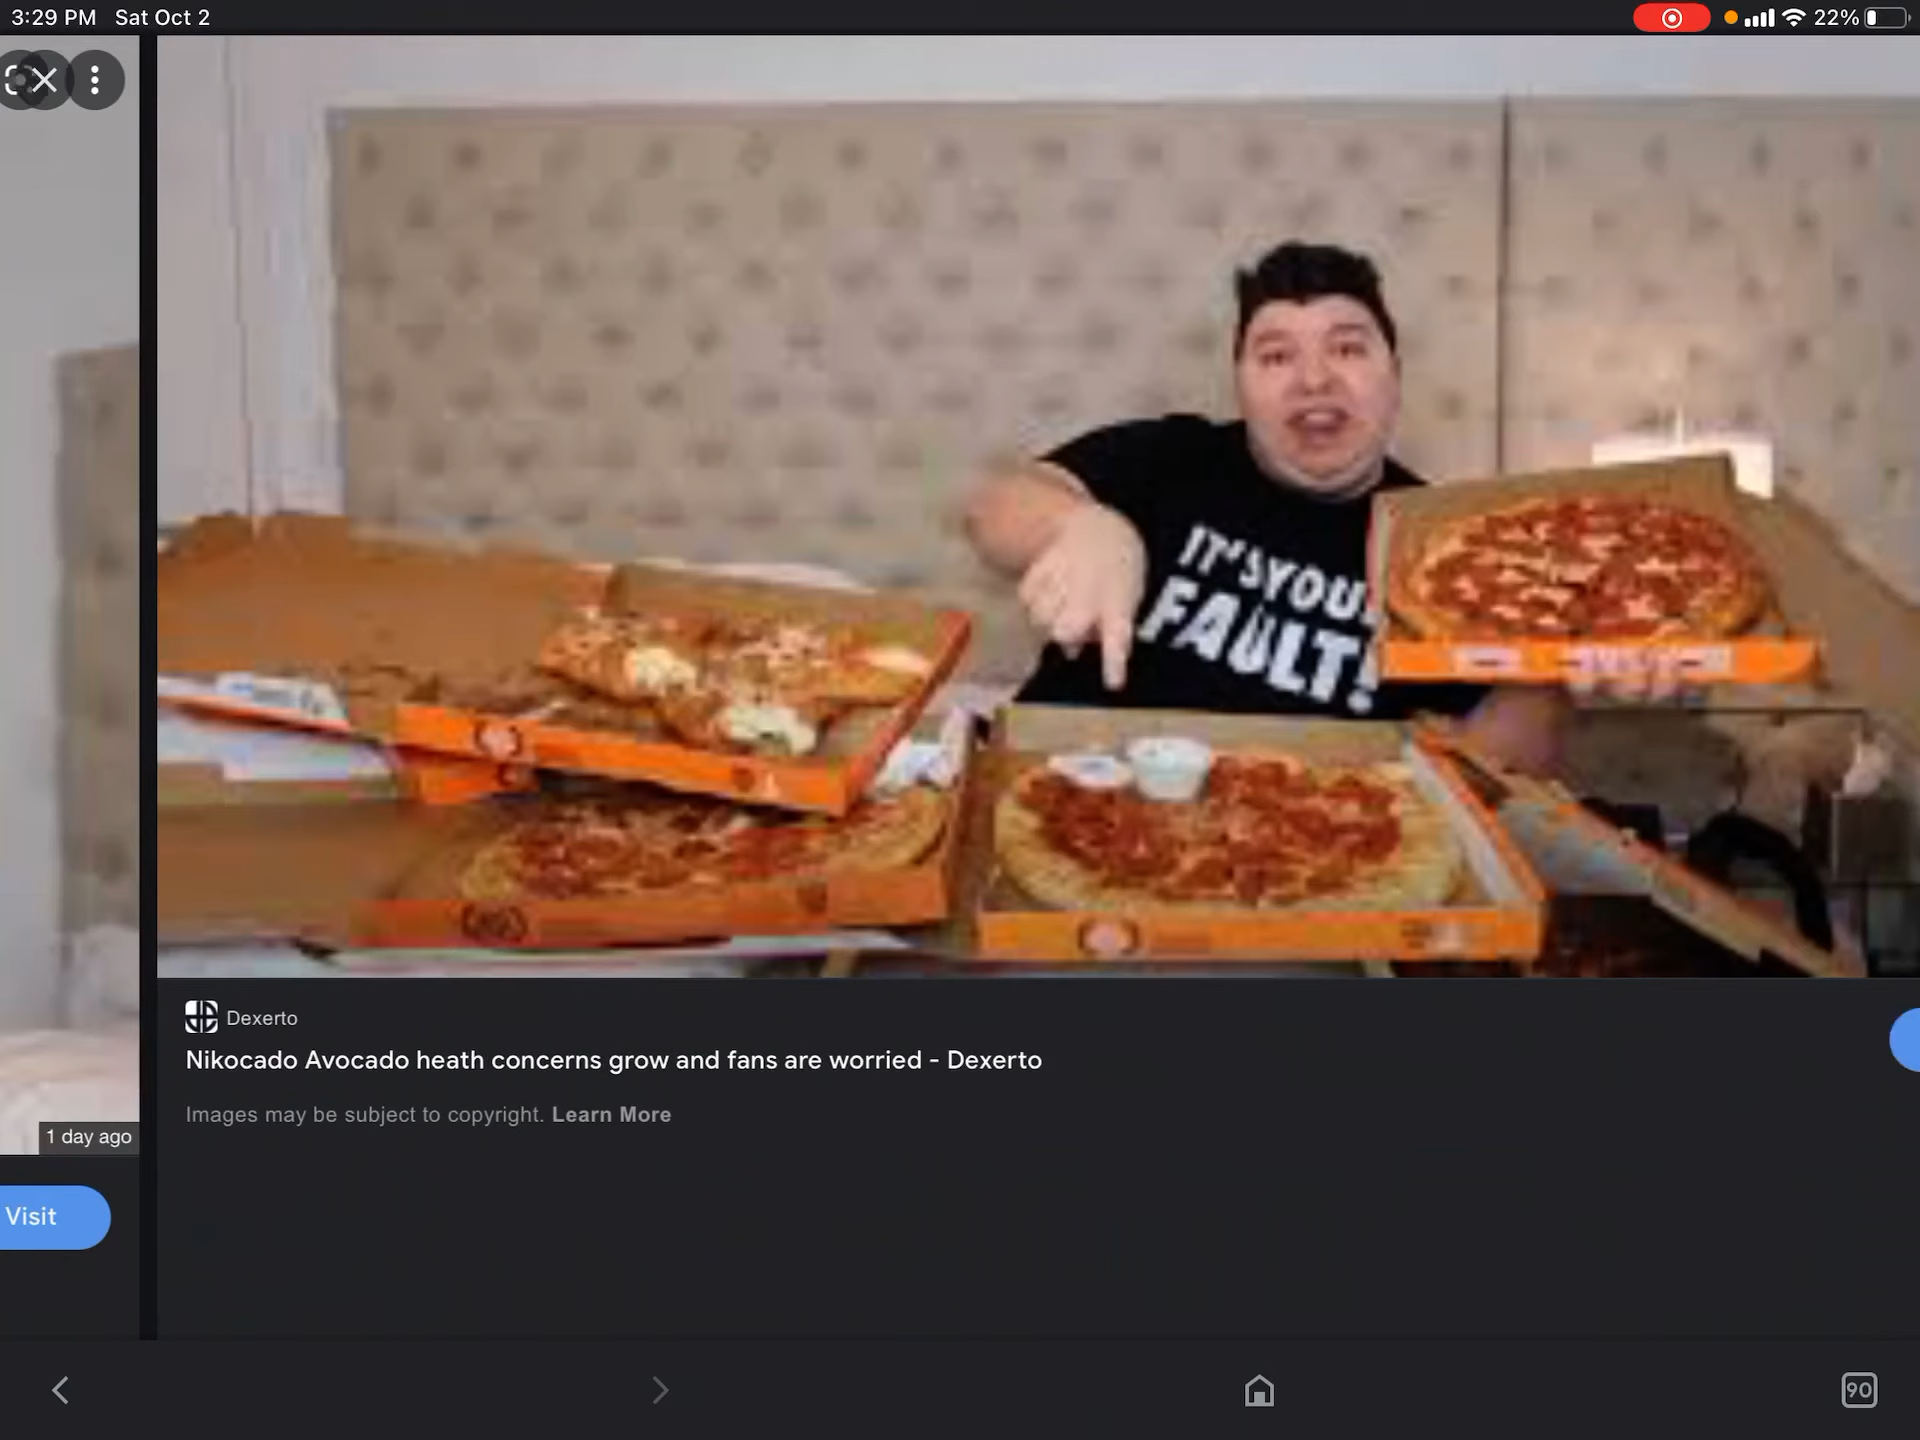 3:29 PM Sat Oct 2
22%
IT'S YOU
FAULT!
1 day ago
Visit
Dexerto
Nikocado Avocado heath concerns grow and fans are worried - Dexerto
Images may be subject to copyright. Learn More
90